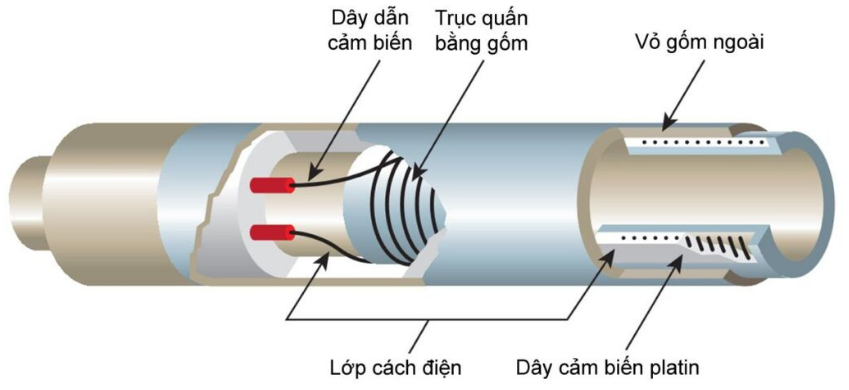 Dây dẫn
cảm biến
Trục quấn
bằng gốm
Vỏ gốm ngoài
Lớp cách điện
Dây cảm biến platin